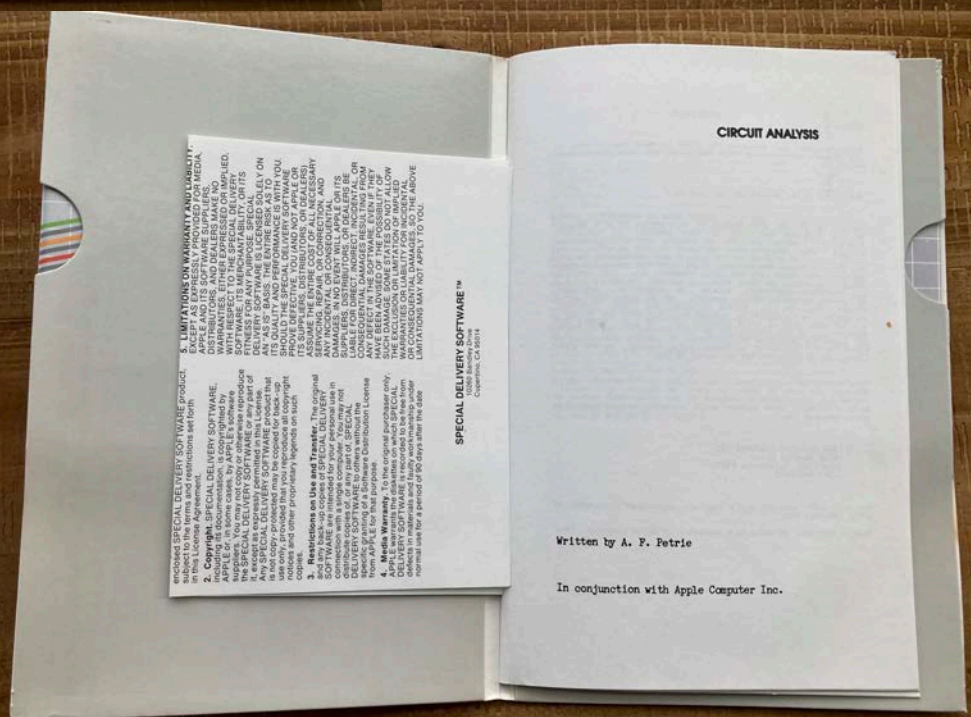 enclosed SPECIAL DELIVERY SOFTWARE product,
subject to the terms and restrictions set forth
in this License Agreement.
2. Copyright. SPECIAL DELIVERY SOFTWARE,
including its documentation, is copyrighted by
APPLE or, in some cases, by APPLE's software
suppliers. You may not copy or otherwise reproduce
the SPECIAL DELIVERY SOFTWARE or any part of
it, except as expressly permitted in this License.
Any SPECIAL DELIVERY SOFTWARE product that
is not copy-protected may be copied for back-up
use only, provided that you reproduce all copyright
notices and other proprietary legends on such
copies.
3. Restrictions on Use and Transfer. The original
and any back-up copies of SPECIAL DELIVERY
SOFTWARE are intended for your personal use in
connection with a single computer. You may not
distribute copies of, or any part of, SPECIAL
DELIVERY SOFTWARE to others without the
specific granting of a Software Distribution License
from APPLE for that purpose
4. Media Warranty. To the original purchaser only,
APPLE warrants the diskettes on which SPECIAL
DELIVERY SOFTWARE is recorded to be free from
defects in materials and faulty workmanship under
normal use for a period of 90 days after the date
5. LIMITATIONS ON WARRANTY AND LIABILITY.
EXCEPT AS EXPRESSLY PROVIDED FOR MEDIA,
APPLE AND ITS SOFTWARE SUPPLIERS,
DISTRIBUTORS, AND DEALERS MAKE NO
WARRANTIES, EITHER EXPRESSED OR IMPLIED,
WITH RESPECT TO THE SPECIAL DELIVERY
SOFTWARE, ITS MERCHANTABILITY, OR ITS
FITNESS FOR ANY PURPOSE. SPECIAL
DELIVERY SOFTWARE IS LICENSED SOLELY ON
AN "AS IS" BASIS. THE ENTIRE RISK AS TO
ITS QUALITY AND PERFORMANCE IS WITH YOU.
SHOULD THE SPECIAL DELIVERY SOFTWARE
PROVE DEFECTIVE, YOU (AND NOT APPLE OR
ITS SUPPLIERS, DISTRIBUTORS, OR DEALERS)
ASSUME THE ENTIRE COST OF ALL NECESSARY
SERVICING, REPAIR, OR CORRECTION, AND
ANY INCIDENTAL OR CONSEQUENTIAL
DAMAGES. IN NO EVENT WILL APPLE OR ITS
SUPPLIERS, DISTRIBUTORS, OR DEALERS BE
LIABLE FOR DIRECT, INDIRECT, INCIDENTAL, OR
CONSEQUENTIAL DAMAGES RESULTING FROM
ANY DEFECT IN THE SOFTWARE, EVEN IF THEY
HAVE BEEN ADVISED OF THE POSSIBILITY OF
SUCH DAMAGE. SOME STATES DO NOT ALLOW
THE EXCLUSION OR LIMITATION OF IMPLIED
WARRANTIES OR LIABILITY FOR INCIDENTAL
OR CONSEQUENTIAL DAMAGES, SO THE ABOVE
LIMITATIONS MAY NOT APPLY TO YOU.
SPECIAL DELIVERY SOFTWARE™
10260 Bandley Drive
Cupertino, CA 95014
CIRCUIT ANALYSIS
Written by A. F. Petrie
In conjunction with Apple Computer Inc.